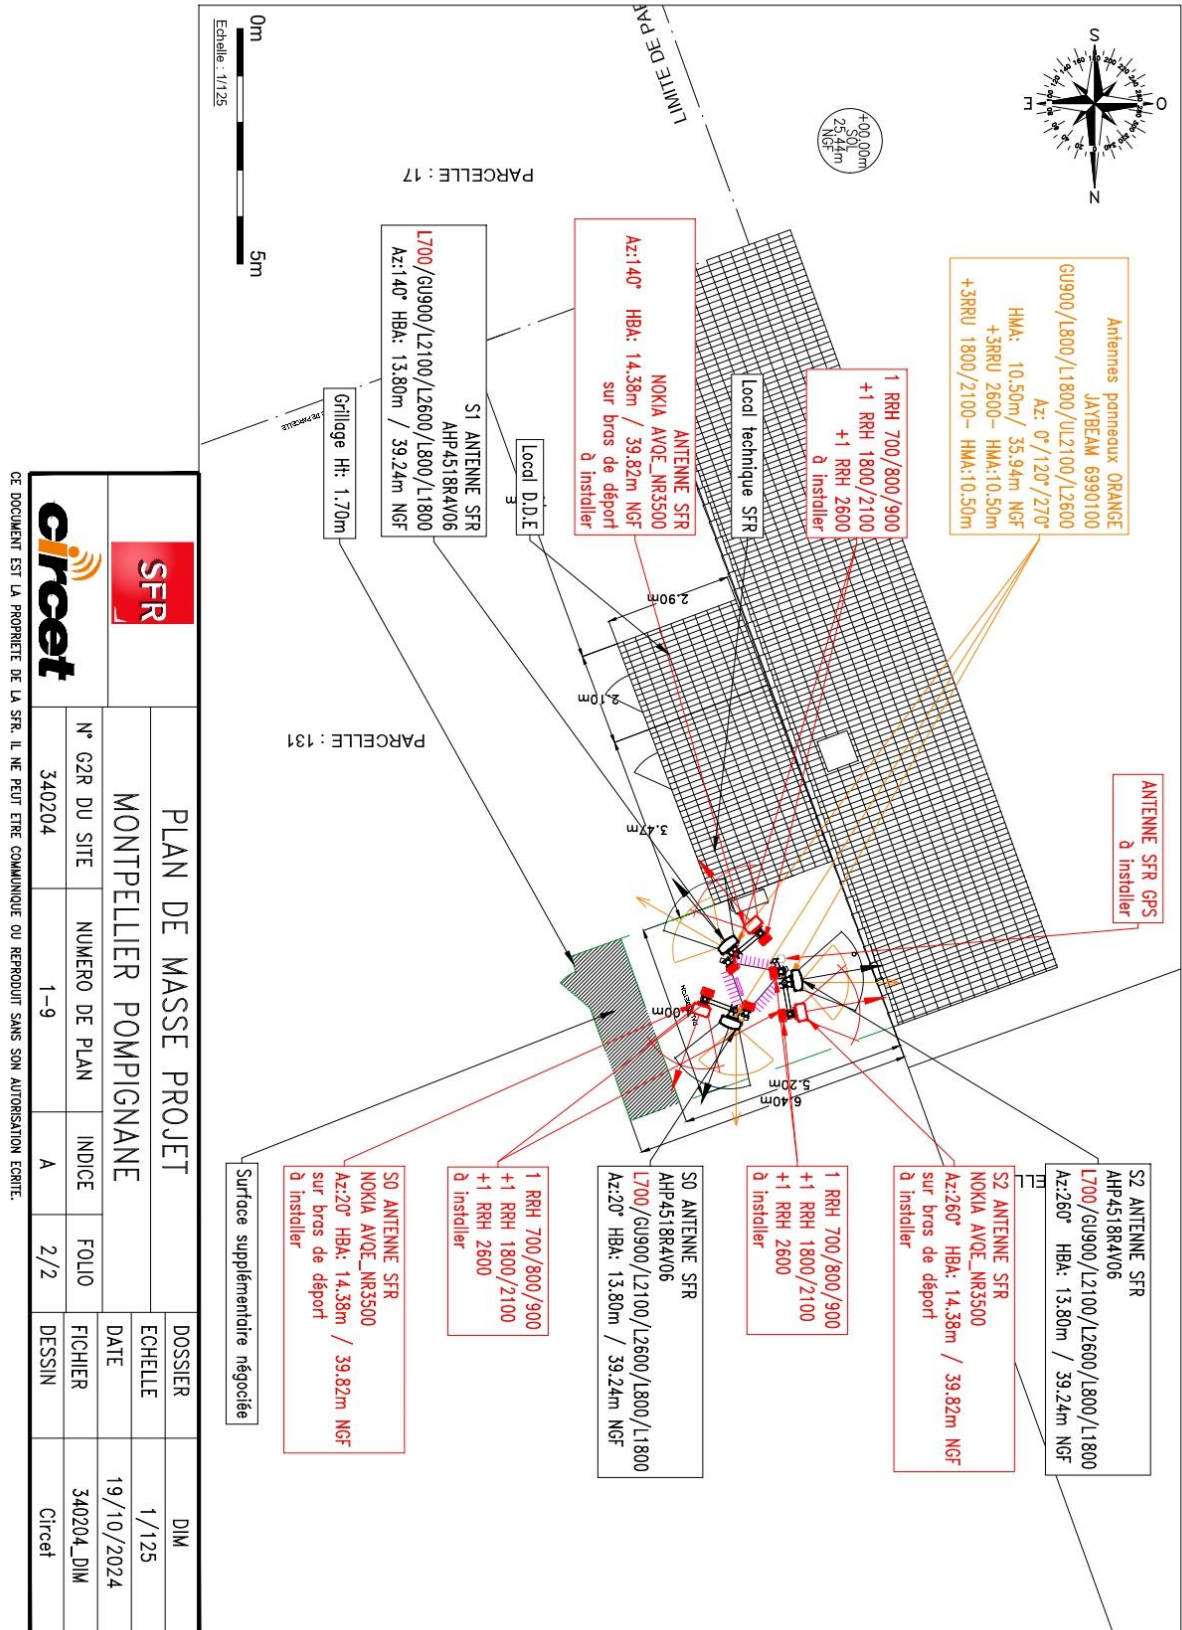 S
O
E
N
+00,00m
SOL
25.44m
NGF
LIMITE DE PAR
PARCELLE : 17
0m
5m
Echelle : 1/125
Antennes panneaux ORANGE
JAYBEAM 6990100
GU900/L800/L1800/UL2100/L2600
Az: 0°/120°/270°
HMA: 10.50m/ 35.94m NGF
+3RRU 2600- HMA:10.50m
+3RRU 1800/2100- HMA:10.50m
1 RRH 700/800/900
+1 RRH 1800/2100
+1 RRH 2600
à installer
Local technique SFR
ANTENNE SFR
NOKIA AVQE_NR3500
Az:140° HBA: 14.38m / 39.82m NGF
sur bras de déport
à installer
Local D.D.E
E
S1 ANTENNE SFR
AHP4518R4V06
L700/GU900/L2100/L2600/L800/L1800
Az:140° HBA: 13.80m / 39.24m NGF
Grillage Ht: 1.70m
DE PARCELLE
2.90m
2.10m
3.47m
PARCELLE : 131
ANTENNE SFR GPS
à installer
00m
5.20m
6.40m
ELL
S2 ANTENNE SFR
AHP4518R4V06
L700/GU900/L2100/L2600/L800/L1800
Az:260° HBA: 13.80m / 39.24m NGF
S2 ANTENNE SFR
NOKIA AVQE_NR3500
Az:260° HBA: 14.38m / 39.82m NGF
sur bras de déport
à installer
1 RRH 700/800/900
+1 RRH 1800/2100
+1 RRH 2600
à installer
S0 ANTENNE SFR
AHP4518R4V06
L700/GU900/L2100/L2600/L800/L1800
Az:20° HBA: 13.80m / 39.24m NGF
1 RRH 700/800/900
+1 RRH 1800/2100
+1 RRH 2600
à installer
S0 ANTENNE SFR
NOKIA AVQE_NR3500
Az:20° HBA: 14.38m / 39.82m NGF
sur bras de déport
à installer
Surface supplémentaire négociée
SFR
circet
PLAN DE MASSE PROJET
MONTPELLIER POMPIGNANE
N° G2R DU SITE
NUMERO DE PLAN
INDICE
FOLIO
340204
1-9
A
2/2
DOSSIER
DIM
ECHELLE
1/125
DATE
19/10/2024
FICHIER
340204_DIM
DESSIN
Circet
CE DOCUMENT EST LA PROPRIETE DE LA SFR. IL NE PEUT ETRE COMMUNIQUE OU REPRODUIT SANS SON AUTORISATION ECRITE.